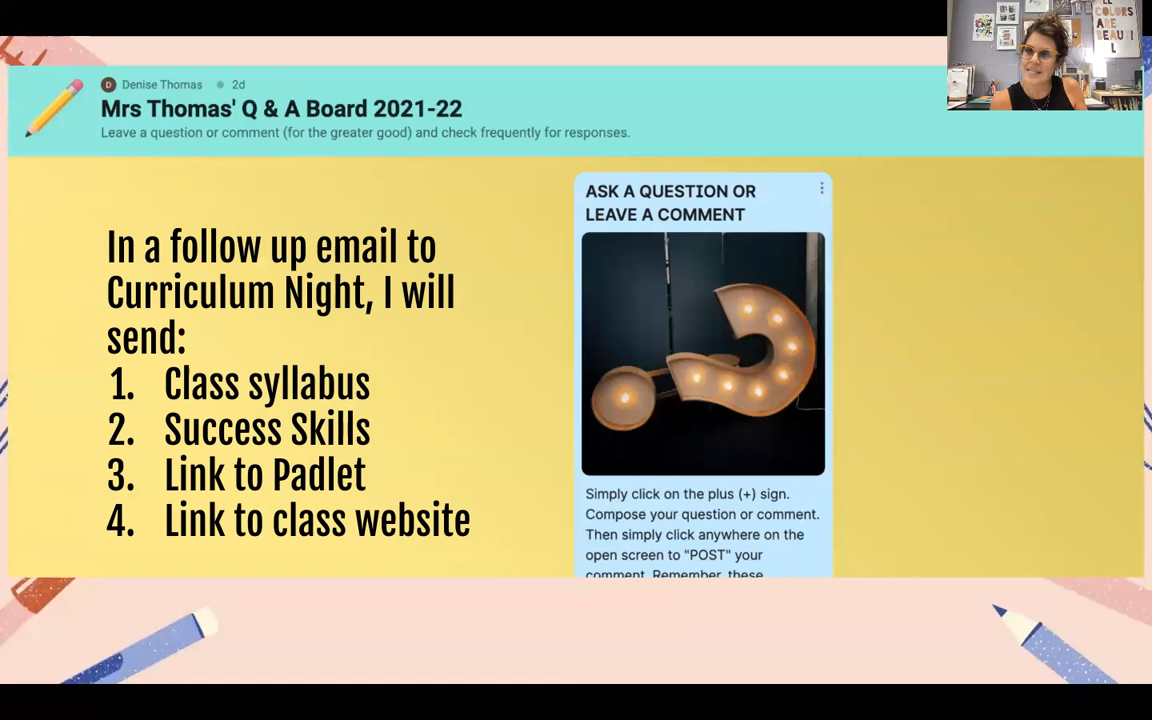 D Denise Thomas 2d
Mrs Thomas' Q & A Board 2021-22
Leave a question or comment (for the greater good) and check frequently for responses.
In a follow up email to
Curriculum Night, I will
send:
1. Class syllabus
2. Success Skills
3. Link to Padlet
4. Link to class website
ASK A QUESTION OR
LEAVE A COMMENT
Simply click on the plus (+) sign.
Compose your question or comment.
Then simply click anywhere on the
open screen to "POST" your
comment. Remember, these
COLORS
ARE
BEAUTI
L